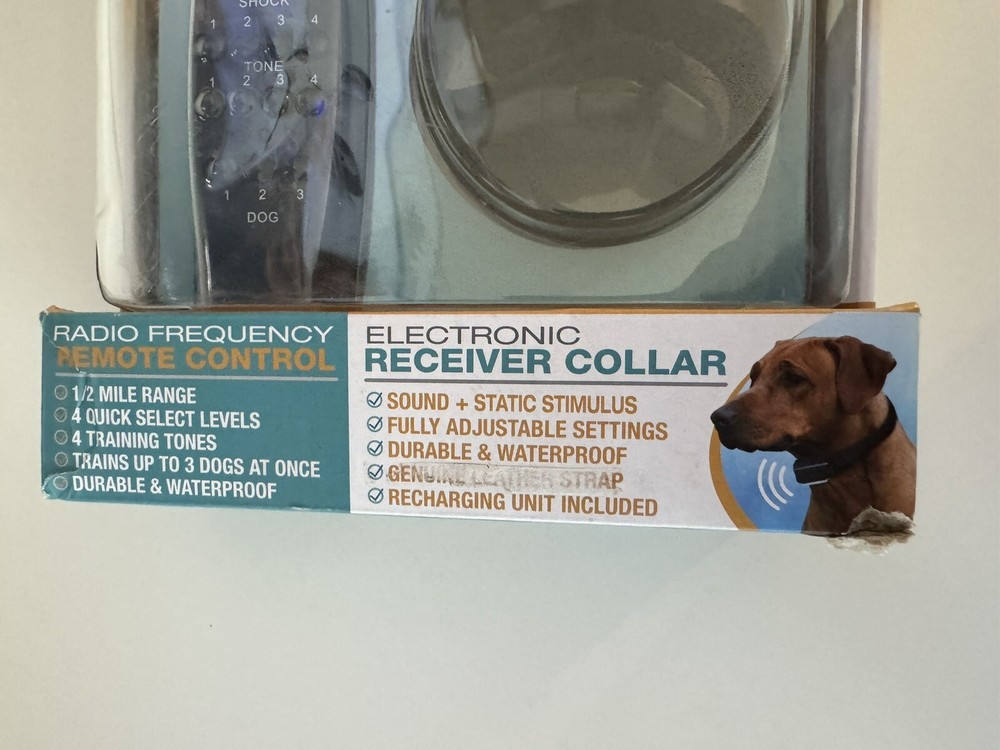 SHOCK
1 2 3 4
TONE
1 2 3 4
1 2 3
DOG
RADIO FREQUENCY
REMOTE CONTROL
1/2 MILE RANGE
4 QUICK SELECT LEVELS
4 TRAINING TONES
TRAINS UP TO 3 DOGS AT ONCE
DURABLE & WATERPROOF
ELECTRONIC
RECEIVER COLLAR
SOUND + STATIC STIMULUS
FULLY ADJUSTABLE SETTINGS
DURABLE & WATERPROOF
GENUINE LEATHER STRAP
RECHARGING UNIT INCLUDED